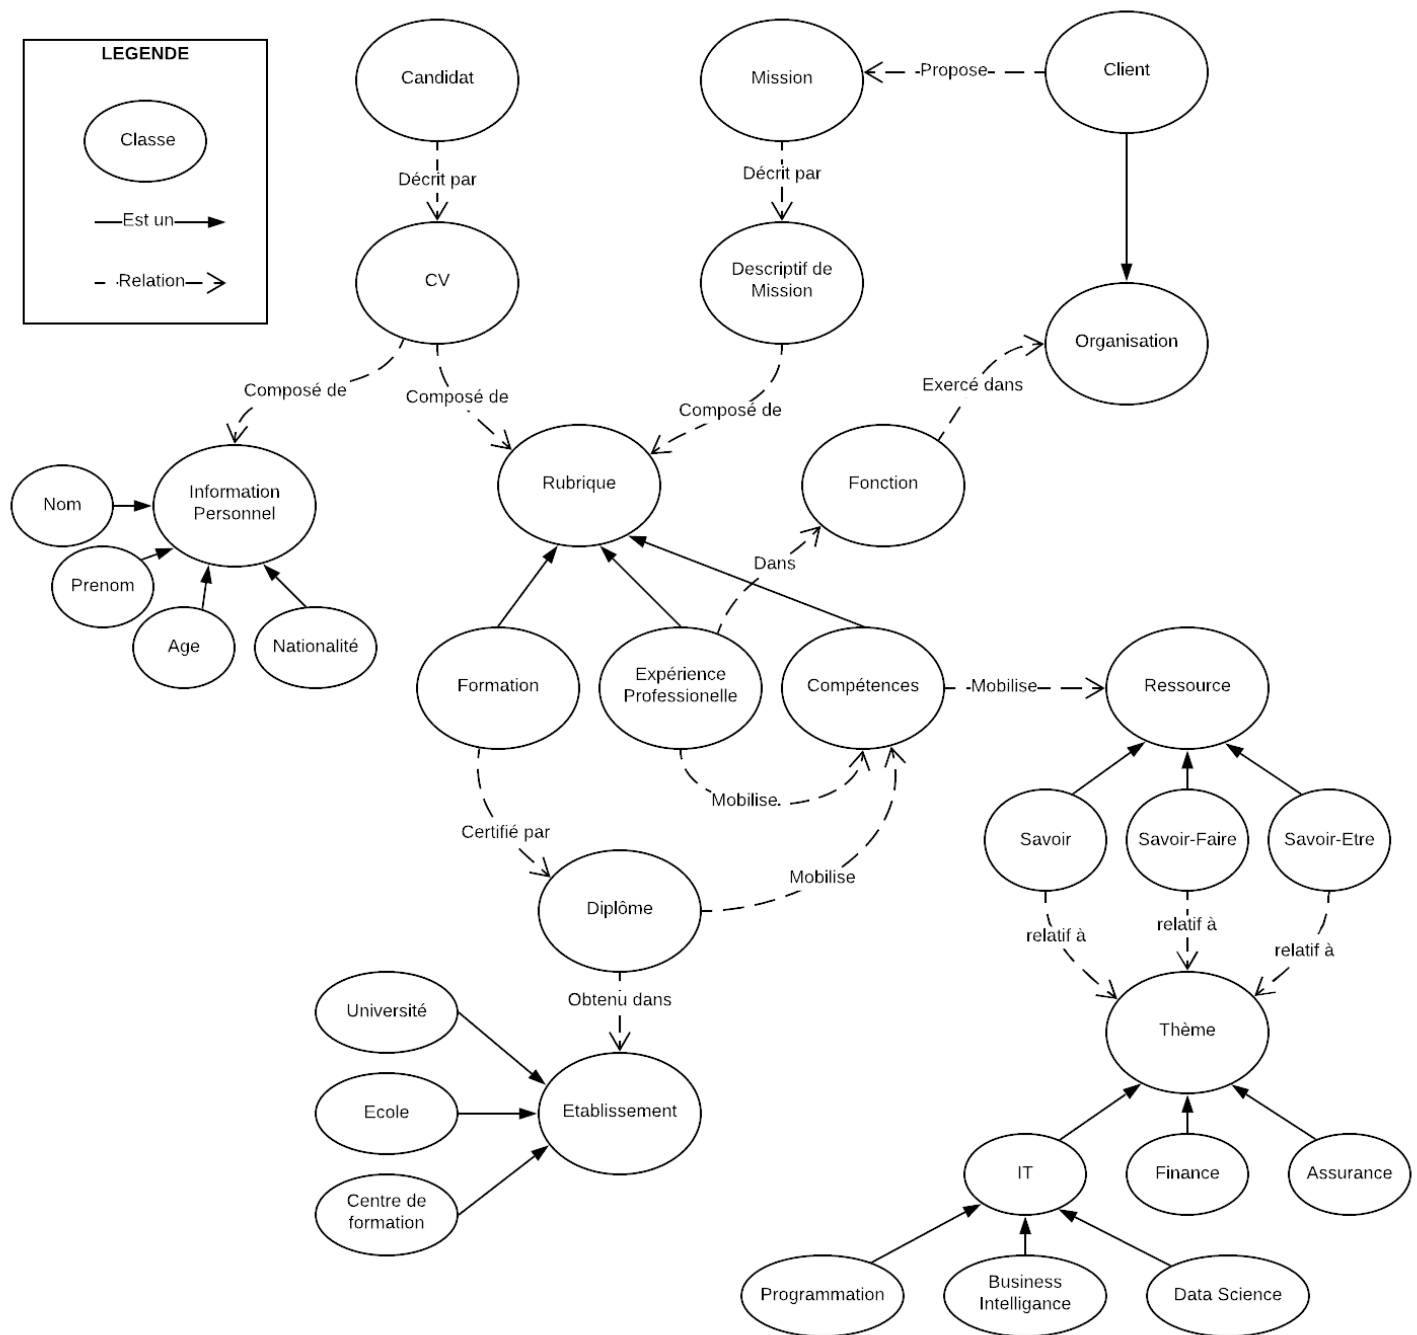 LEGENDE
Classe
Est un
Relation
Candidat
Mission
Propose
Client
Décrit par
Décrit par
CV
Descriptif de
Mission
Organisation
Composé de
Composé de
Composé de
Exercé dans
Nom
Information
Personnel
Rubrique
Fonction
Prenom
Dans
Age
Nationalité
Formation
Expérience
Professionelle
Compétences
Mobilise
Ressource
Mobilise
Certifié par
Savoir
Savoir-Faire
Savoir-Etre
Mobilise
Diplôme
relatif à
relatif à
relatif à
Université
Obtenu dans
Thème
Ecole
Etablissement
Centre de
formation
IT
Finance
Assurance
Programmation
Business
Intelligance
Data Science